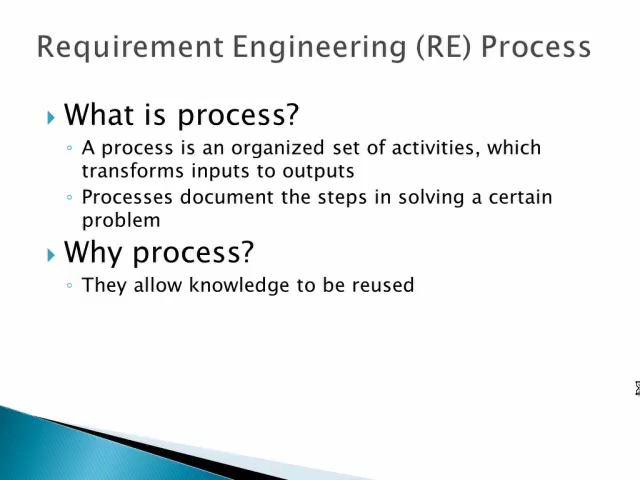 Requirement Engineering (RE) Process
What is process?
A process is an organized set of activities, which
transforms inputs to outputs
Processes document the steps in solving a certain
problem
Why process?
They allow knowledge to be reused